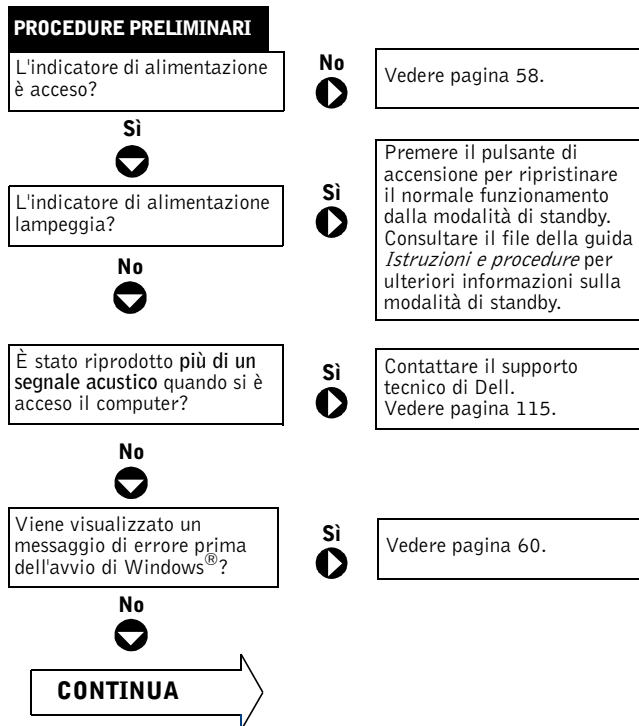 PROCEDURE PRELIMINARI
L'indicatore di alimentazione
è acceso?
No
Vedere pagina 58.
Sì
L'indicatore di alimentazione
lampeggia?
Sì
Premere il pulsante di
accensione per ripristinare
il normale funzionamento
dalla modalità di standby.
Consultare il file della guida
Istruzioni e procedure per
ulteriori informazioni sulla
modalità di standby.
No
È stato riprodotto più di un
segnale acustico quando si è
acceso il computer?
Sì
Contattare il supporto
tecnico di Dell.
Vedere pagina 115.
No
Viene visualizzato un
messaggio di errore prima
dell'avvio di Windows®?
Sì
Vedere pagina 60.
No
CONTINUA